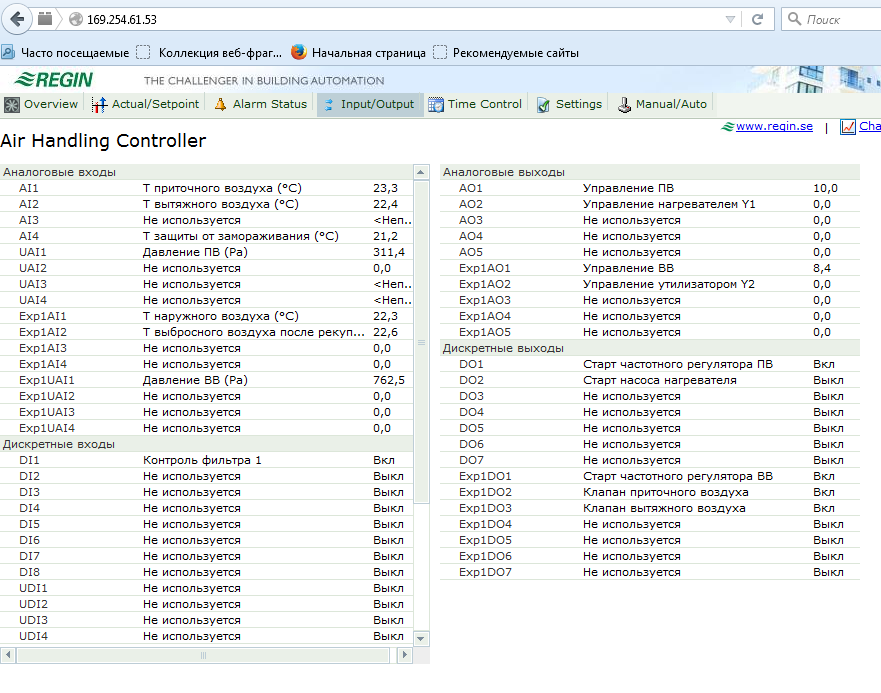 169.254.61.53
Поиск
Часто посещаемые Коллекция веб-фраг... Начальная страница Рекомендуемые сайты
REGIN THE CHALLENGER IN BUILDING AUTOMATION
Overview Actual/Setpoint Alarm Status Input/Output Time Control Settings Manual/Auto
www.regin.se | Cha
Air Handling Controller
Аналоговые входы
AI1 Т приточного воздуха (°C) 23,3
AI2 Т вытяжного воздуха (°C) 22,4
AI3 Не используется <Неп..
AI4 Т защиты от замораживания (°C) 21,2
UAI1 Давление ПВ (Pa) 311,4
UAI2 Не используется 0,0
UAI3 Не используется <Неп..
UAI4 Не используется <Неп..
Exp1AI1 Т наружного воздуха (°C) 22,3
Exp1AI2 Т выбросного воздуха после рекуп... 22,6
Exp1AI3 Не используется 0,0
Exp1AI4 Не используется 0,0
Exp1UAI1 Давление ВВ (Pa) 762,5
Exp1UAI2 Не используется 0,0
Exp1UAI3 Не используется 0,0
Exp1UAI4 Не используется 0,0
Дискретные входы
DI1 Контроль фильтра 1 Вкл
DI2 Не используется Выкл
DI3 Не используется Выкл
DI4 Не используется Выкл
DI5 Не используется Выкл
DI6 Не используется Выкл
DI7 Не используется Выкл
DI8 Не используется Выкл
UDI1 Не используется Выкл
UDI2 Не используется Выкл
UDI3 Не используется Выкл
UDI4 Не используется Выкл
Аналоговые выходы
AO1 Управление ПВ 10,0
AO2 Управление нагревателем Y1 0,0
AO3 Не используется 0,0
AO4 Не используется 0,0
AO5 Не используется 0,0
Exp1AO1 Управление ВВ 8,4
Exp1AO2 Управление утилизатором Y2 0,0
Exp1AO3 Не используется 0,0
Exp1AO4 Не используется 0,0
Exp1AO5 Не используется 0,0
Дискретные выходы
DO1 Старт частотного регулятора ПВ Вкл
DO2 Старт насоса нагревателя Выкл
DO3 Не используется Выкл
DO4 Не используется Выкл
DO5 Не используется Выкл
DO6 Не используется Выкл
DO7 Не используется Выкл
Exp1DO1 Старт частотного регулятора ВВ Вкл
Exp1DO2 Клапан приточного воздуха Вкл
Exp1DO3 Клапан вытяжного воздуха Вкл
Exp1DO4 Не используется Выкл
Exp1DO5 Не используется Выкл
Exp1DO6 Не используется Выкл
Exp1DO7 Не используется Выкл